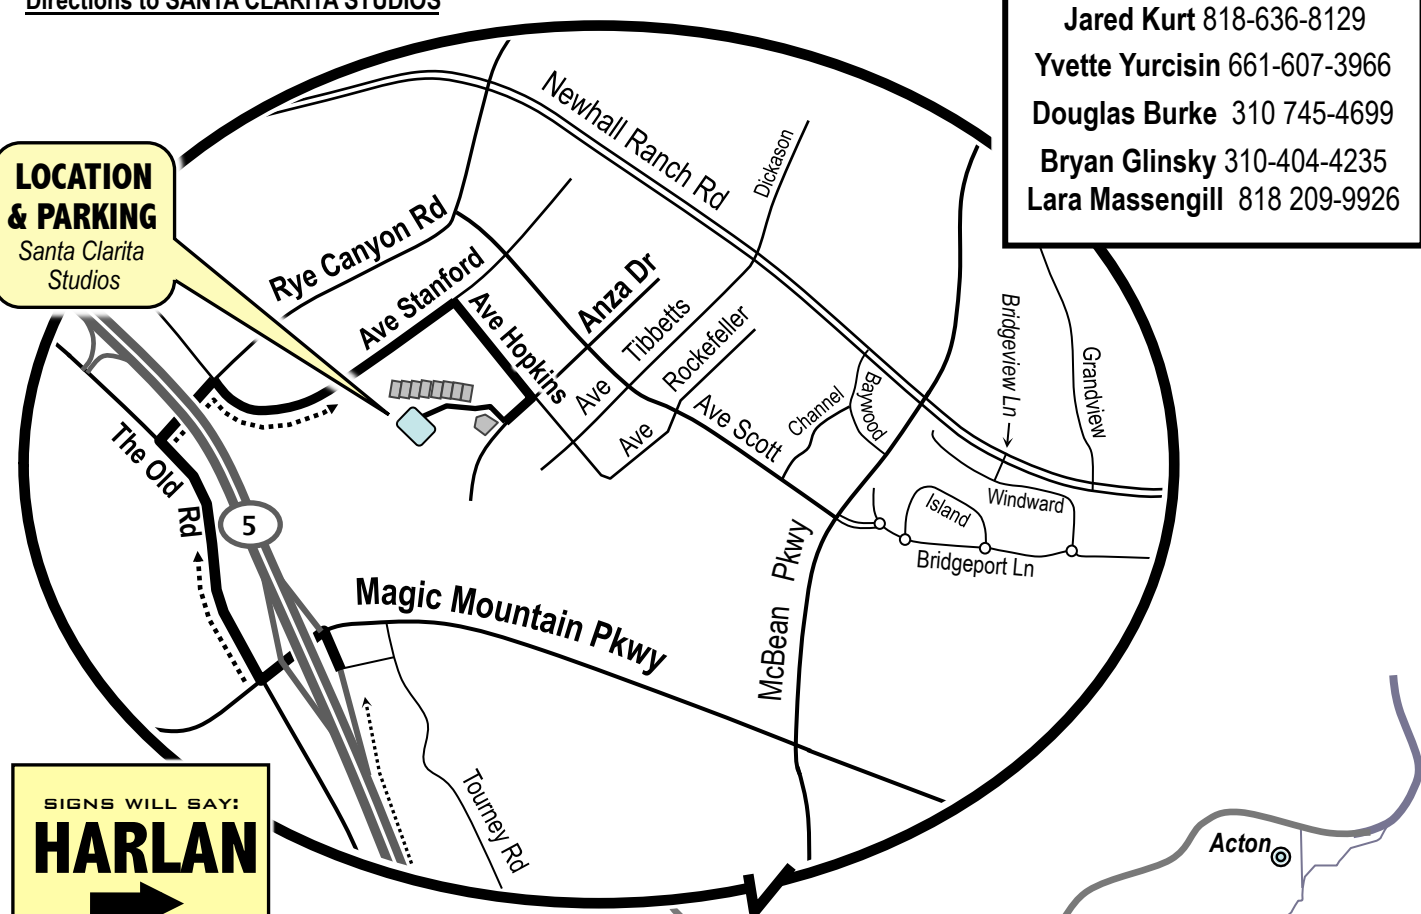 Directions to SANTA CLARITA STUDIOS
Jared Kurt 818-636-8129
Yvette Yurcisin 661-607-3966
Douglas Burke 310 745-4699
Bryan Glinsky 310-404-4235
Lara Massengill 818 209-9926
LOCATION
& PARKING
Santa Clarita
Studios
Newhall Ranch Rd
Dickason
Rye Canyon Rd
Ave Stanford
Ave Hopkins
Anza Dr
Ave Tibbetts
Ave Rockefeller
Ave Scott
Channel
Baywood
Bridgeview Ln
Grandview
Windward
Island
Bridgeport Ln
The Old Rd
5
Magic Mountain Pkwy
McBean Pkwy
Tourney Rd
SIGNS WILL SAY:
HARLAN
Acton